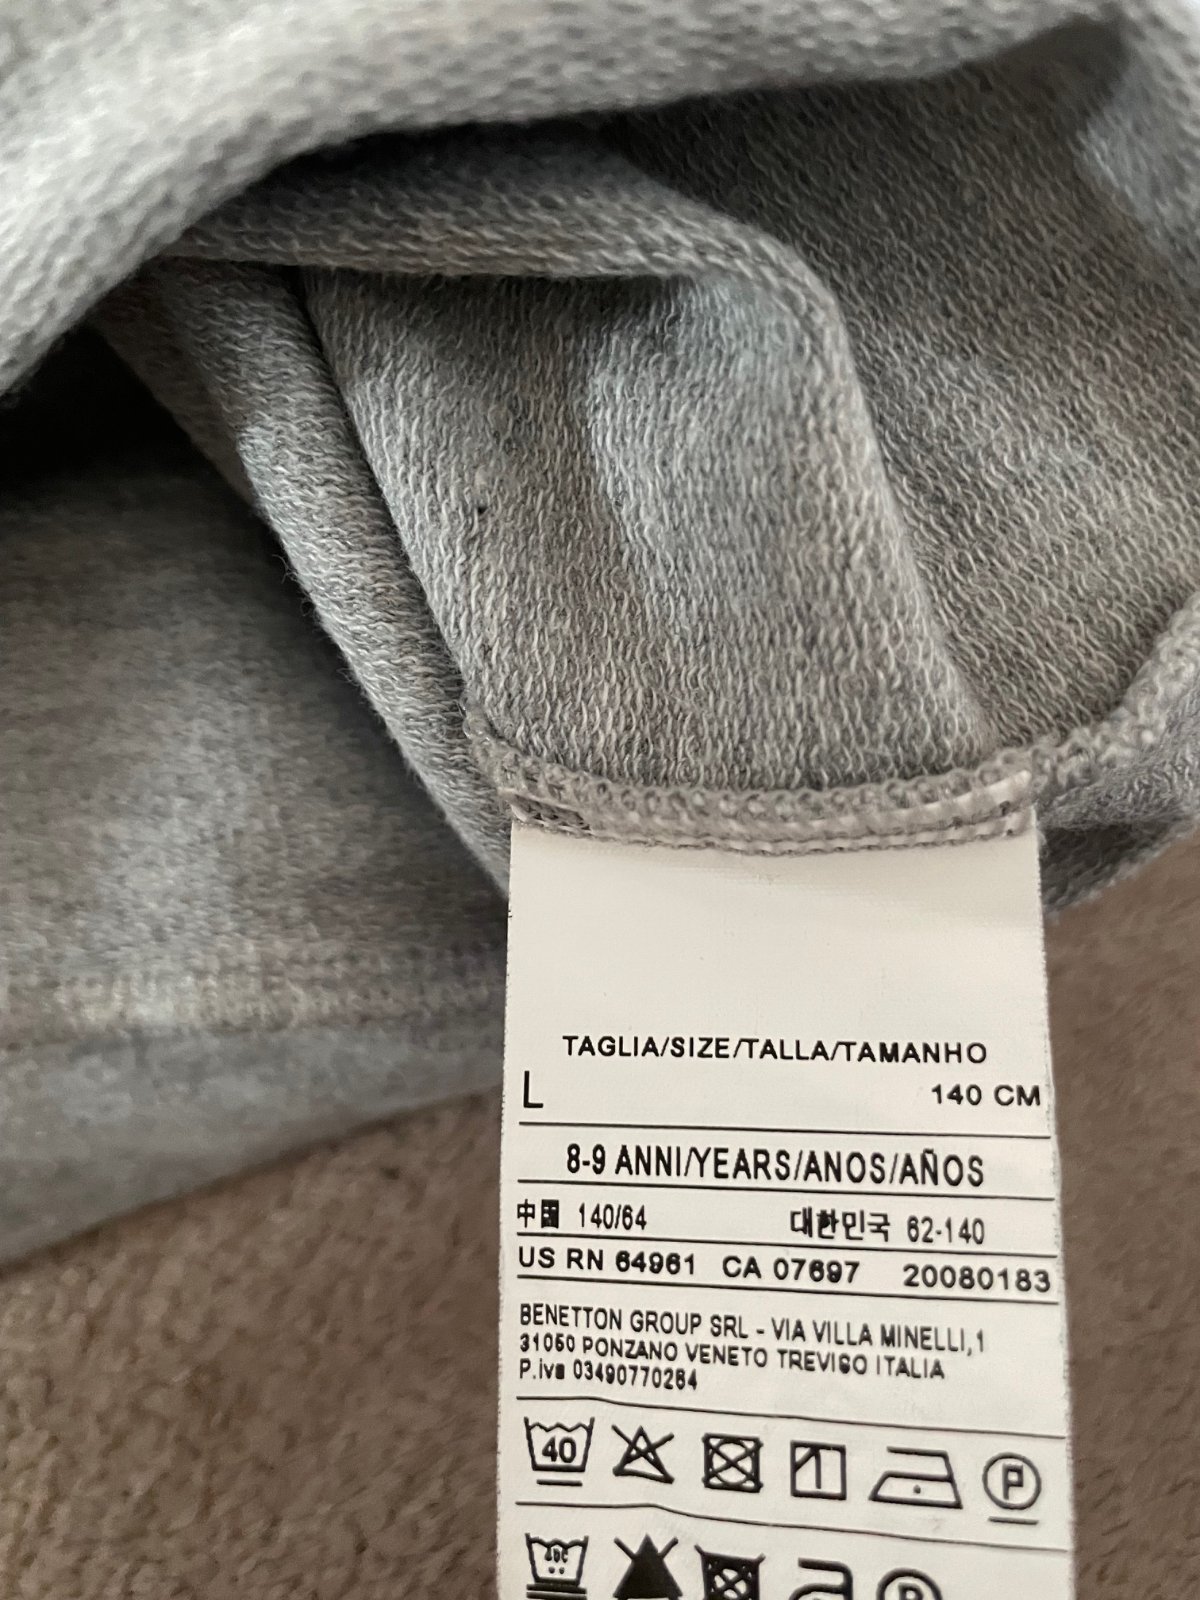 TAGLIA/SIZE/TALLA/TAMANHO
L 140 CM
8-9 ANNI/YEARS/ANOS/AÑOS
中国 140/64 대한민국 62-140
US RN 64961 CA 07697 20080183
BENETTON GROUP SRL - VIA VILLA MINELLI,1
31050 PONZANO VENETO TREVISO ITALIA
P.iva 03490770264
40 P